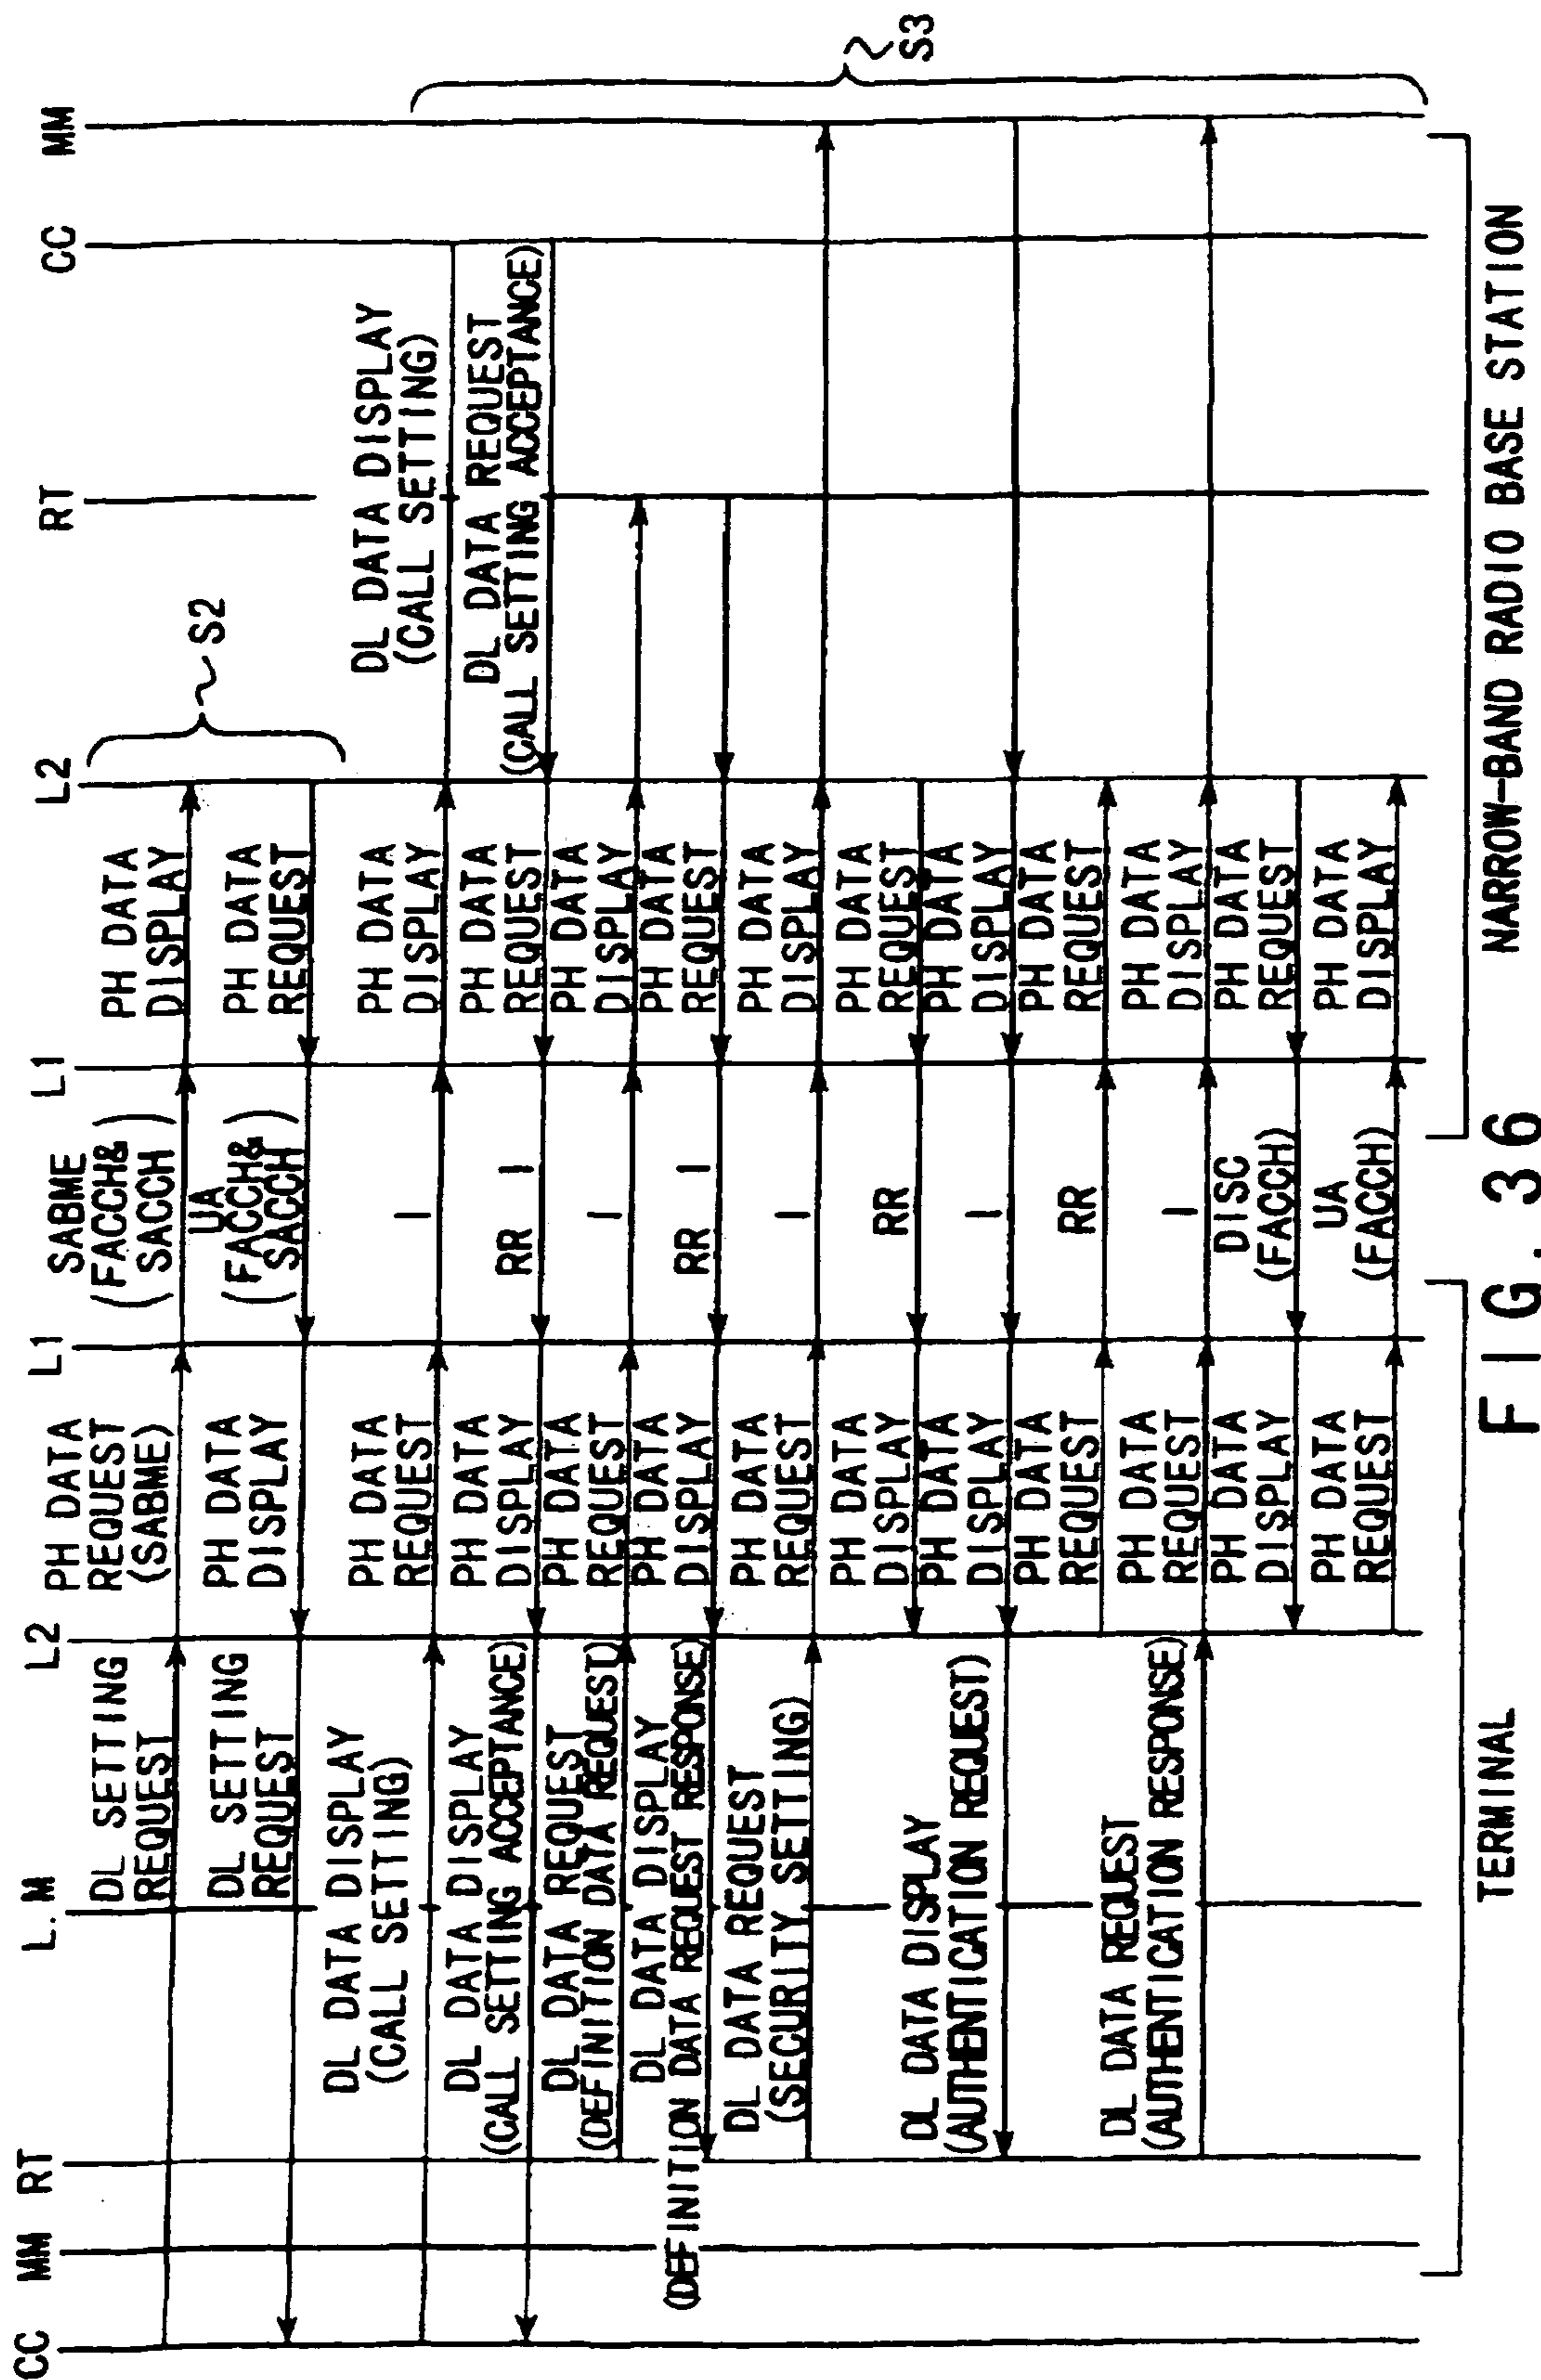 CC
MM
RT
L.M
L2
L1
L1
L2
RT
CC
MM
DL SETTING
REQUEST
PH DATA
REQUEST
(SABME)
SABME
(FACCH&
SACCH)
PH DATA
DISPLAY
S2
DL SETTING
REQUEST
PH DATA
DISPLAY
UA
(FACCH&
SACCH)
PH DATA
REQUEST
DL DATA DISPLAY
(CALL SETTING)
PH DATA
REQUEST
I
PH DATA
DISPLAY
DL DATA DISPLAY
(CALL SETTING)
S3
DL DATA DISPLAY
(CALL SETTING ACCEPTANCE)
PH DATA
DISPLAY
RR I
PH DATA
REQUEST
DL DATA REQUEST
(CALL SETTING ACCEPTANCE)
DL DATA REQUEST
(DEFINITION DATA REQUEST)
PH DATA
REQUEST
I
PH DATA
DISPLAY
DL DATA DISPLAY
(DEFINITION DATA REQUEST RESPONSE)
PH DATA
DISPLAY
RR I
PH DATA
REQUEST
DL DATA REQUEST
(SECURITY SETTING)
PH DATA
REQUEST
I
PH DATA
DISPLAY
PH DATA
DISPLAY
RR
PH DATA
REQUEST
DL DATA DISPLAY
(AUTHENTICATION REQUEST)
PH DATA
DISPLAY
I
PH DATA
DISPLAY
PH DATA
REQUEST
RR
PH DATA
REQUEST
DL DATA REQUEST
(AUTHENTICATION RESPONSE)
PH DATA
REQUEST
I
PH DATA
DISPLAY
PH DATA
DISPLAY
DISC
(FACCH)
PH DATA
REQUEST
PH DATA
REQUEST
UA
(FACCH)
PH DATA
DISPLAY
TERMINAL
NARROW-BAND RADIO BASE STATION
FIG. 36